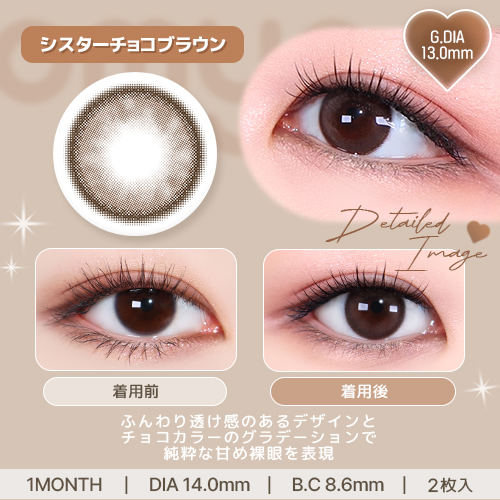 シスターチョコブラウン
G.DIA
13.0mm
Detailed
Image
着用前
着用後
ふんわり透け感のあるデザインと
チョコカラーのグラデーションで
純粋な甘め裸眼を表現
1MONTH | DIA 14.0mm | B.C 8.6mm | 2枚入